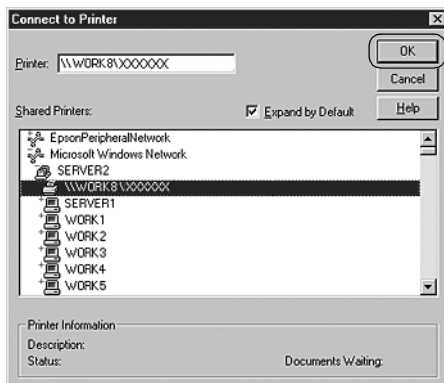 Connect to Printer
Printer: \\WORK8\XXXXXX
OK
Cancel
Shared Printers:
Expand by Default
Help
EpsonPeripheralNetwork
Microsoft Windows Network
SERVER2
\\WORK8\XXXXXX
SERVER1
WORK1
WORK2
WORK3
WORK4
WORK5
Printer Information
Description:
Status:
Documents Waiting: